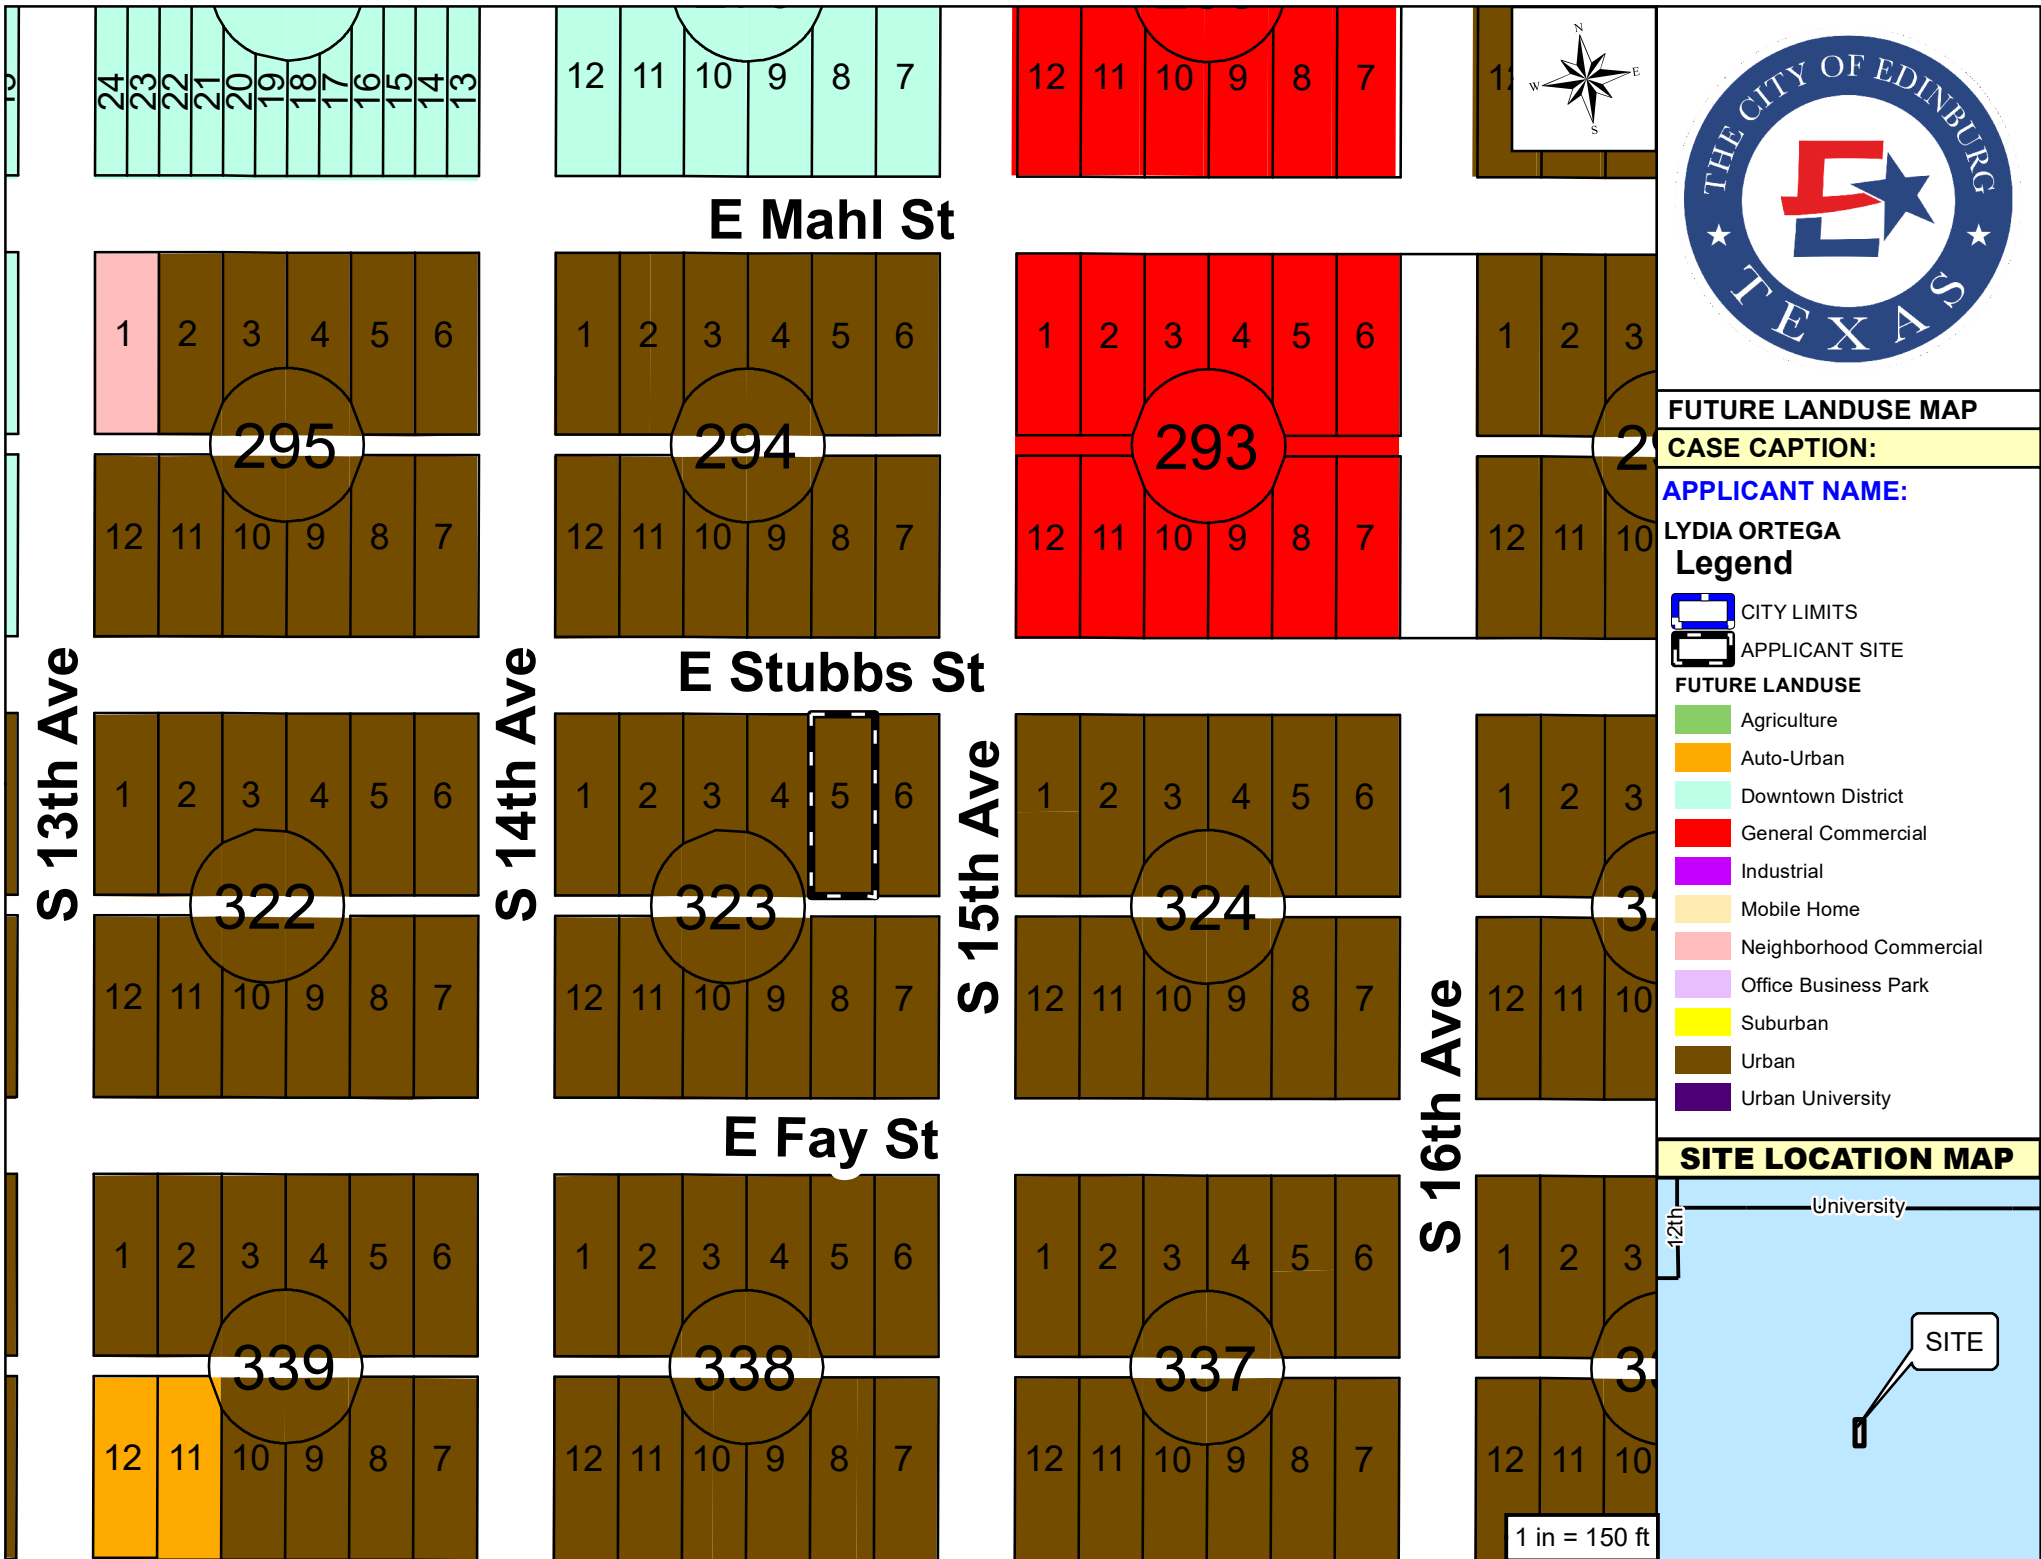 24 23 22 21 20 19 18 17 16 15 14 13
12 11 10 9 8 7
12 11 10 9 8 7
N
W E
S
E Mahl St
1 2 3 4 5 6
295
12 11 10 9 8 7
1 2 3 4 5 6
294
12 11 10 9 8 7
1 2 3 4 5 6
293
12 11 10 9 8 7
1 2 3
12 11 10
E Stubbs St
S 13th Ave
S 14th Ave
S 15th Ave
S 16th Ave
1 2 3 4 5 6
322
12 11 10 9 8 7
1 2 3 4 5 6
323
12 11 10 9 8 7
1 2 3 4 5 6
324
12 11 10 9 8 7
1 2 3
12 11 10
E Fay St
1 2 3 4 5 6
339
12 11 10 9 8 7
1 2 3 4 5 6
338
12 11 10 9 8 7
1 2 3 4 5 6
337
12 11 10 9 8 7
1 2 3
12 11 10
1 in = 150 ft
THE CITY OF EDINBURG
TEXAS
FUTURE LANDUSE MAP
CASE CAPTION:
APPLICANT NAME:
LYDIA ORTEGA
Legend
CITY LIMITS
APPLICANT SITE
FUTURE LANDUSE
Agriculture
Auto-Urban
Downtown District
General Commercial
Industrial
Mobile Home
Neighborhood Commercial
Office Business Park
Suburban
Urban
Urban University
SITE LOCATION MAP
University
12th
SITE